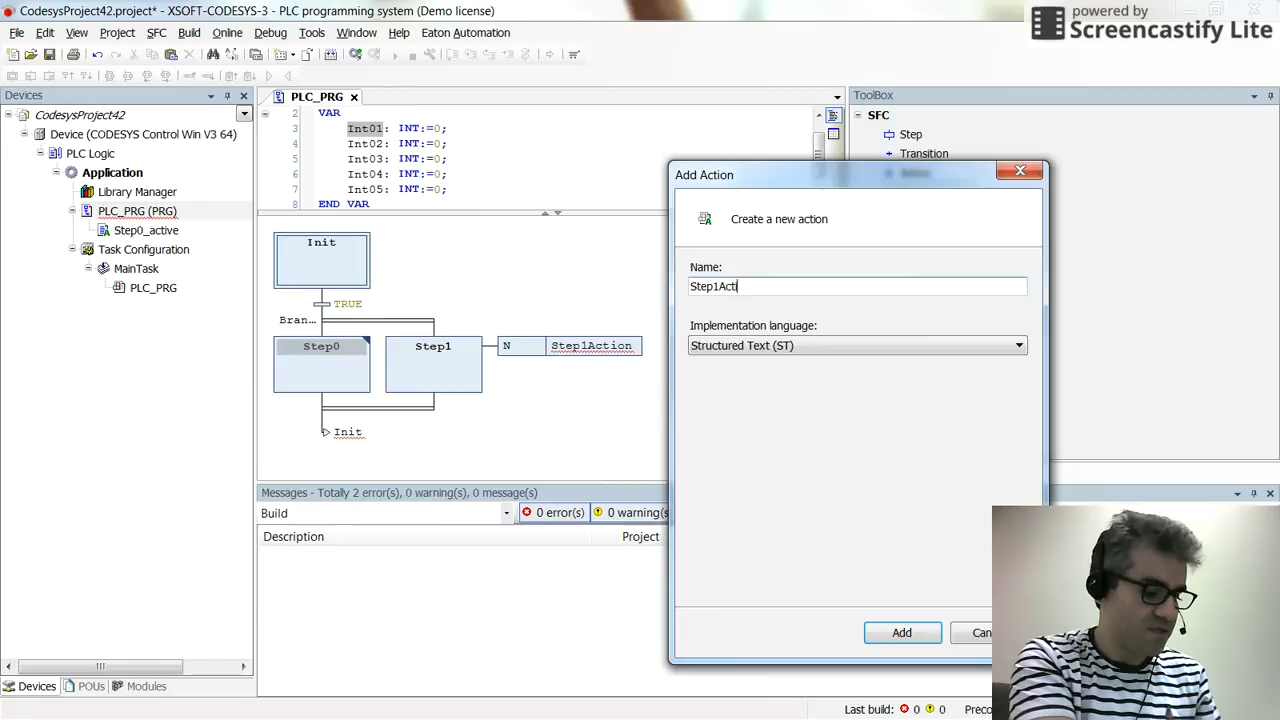 CodesysProject42.project* - XSOFT-CODESYS-3 - PLC programming system (Demo license)
powered by
Screencastify Lite
File Edit View Project SFC Build Online Debug Tools Window Help Eaton Automation
Devices
PLC_PRG
ToolBox
CodesysProject42
Device (CODESYS Control Win V3 64)
PLC Logic
Application
Library Manager
PLC_PRG (PRG)
Step0_active
Task Configuration
MainTask
PLC_PRG
2 VAR
3 Int01: INT:=0;
4 Int02: INT:=0;
5 Int03: INT:=0;
6 Int04: INT:=0;
7 Int05: INT:=0;
8 END VAR
SFC
Step
Transition
Action
Init
TRUE
Bran...
Step0
Step1
N
Step1Action
Init
Add Action
Create a new action
Name:
Step1Acti
Implementation language:
Structured Text (ST)
Add
Can
Messages - Totally 2 error(s), 0 warning(s), 0 message(s)
Build
0 error(s)
0 warning(s
Description
Project
Devices
POUs
Modules
Last build: 0 0
Preco